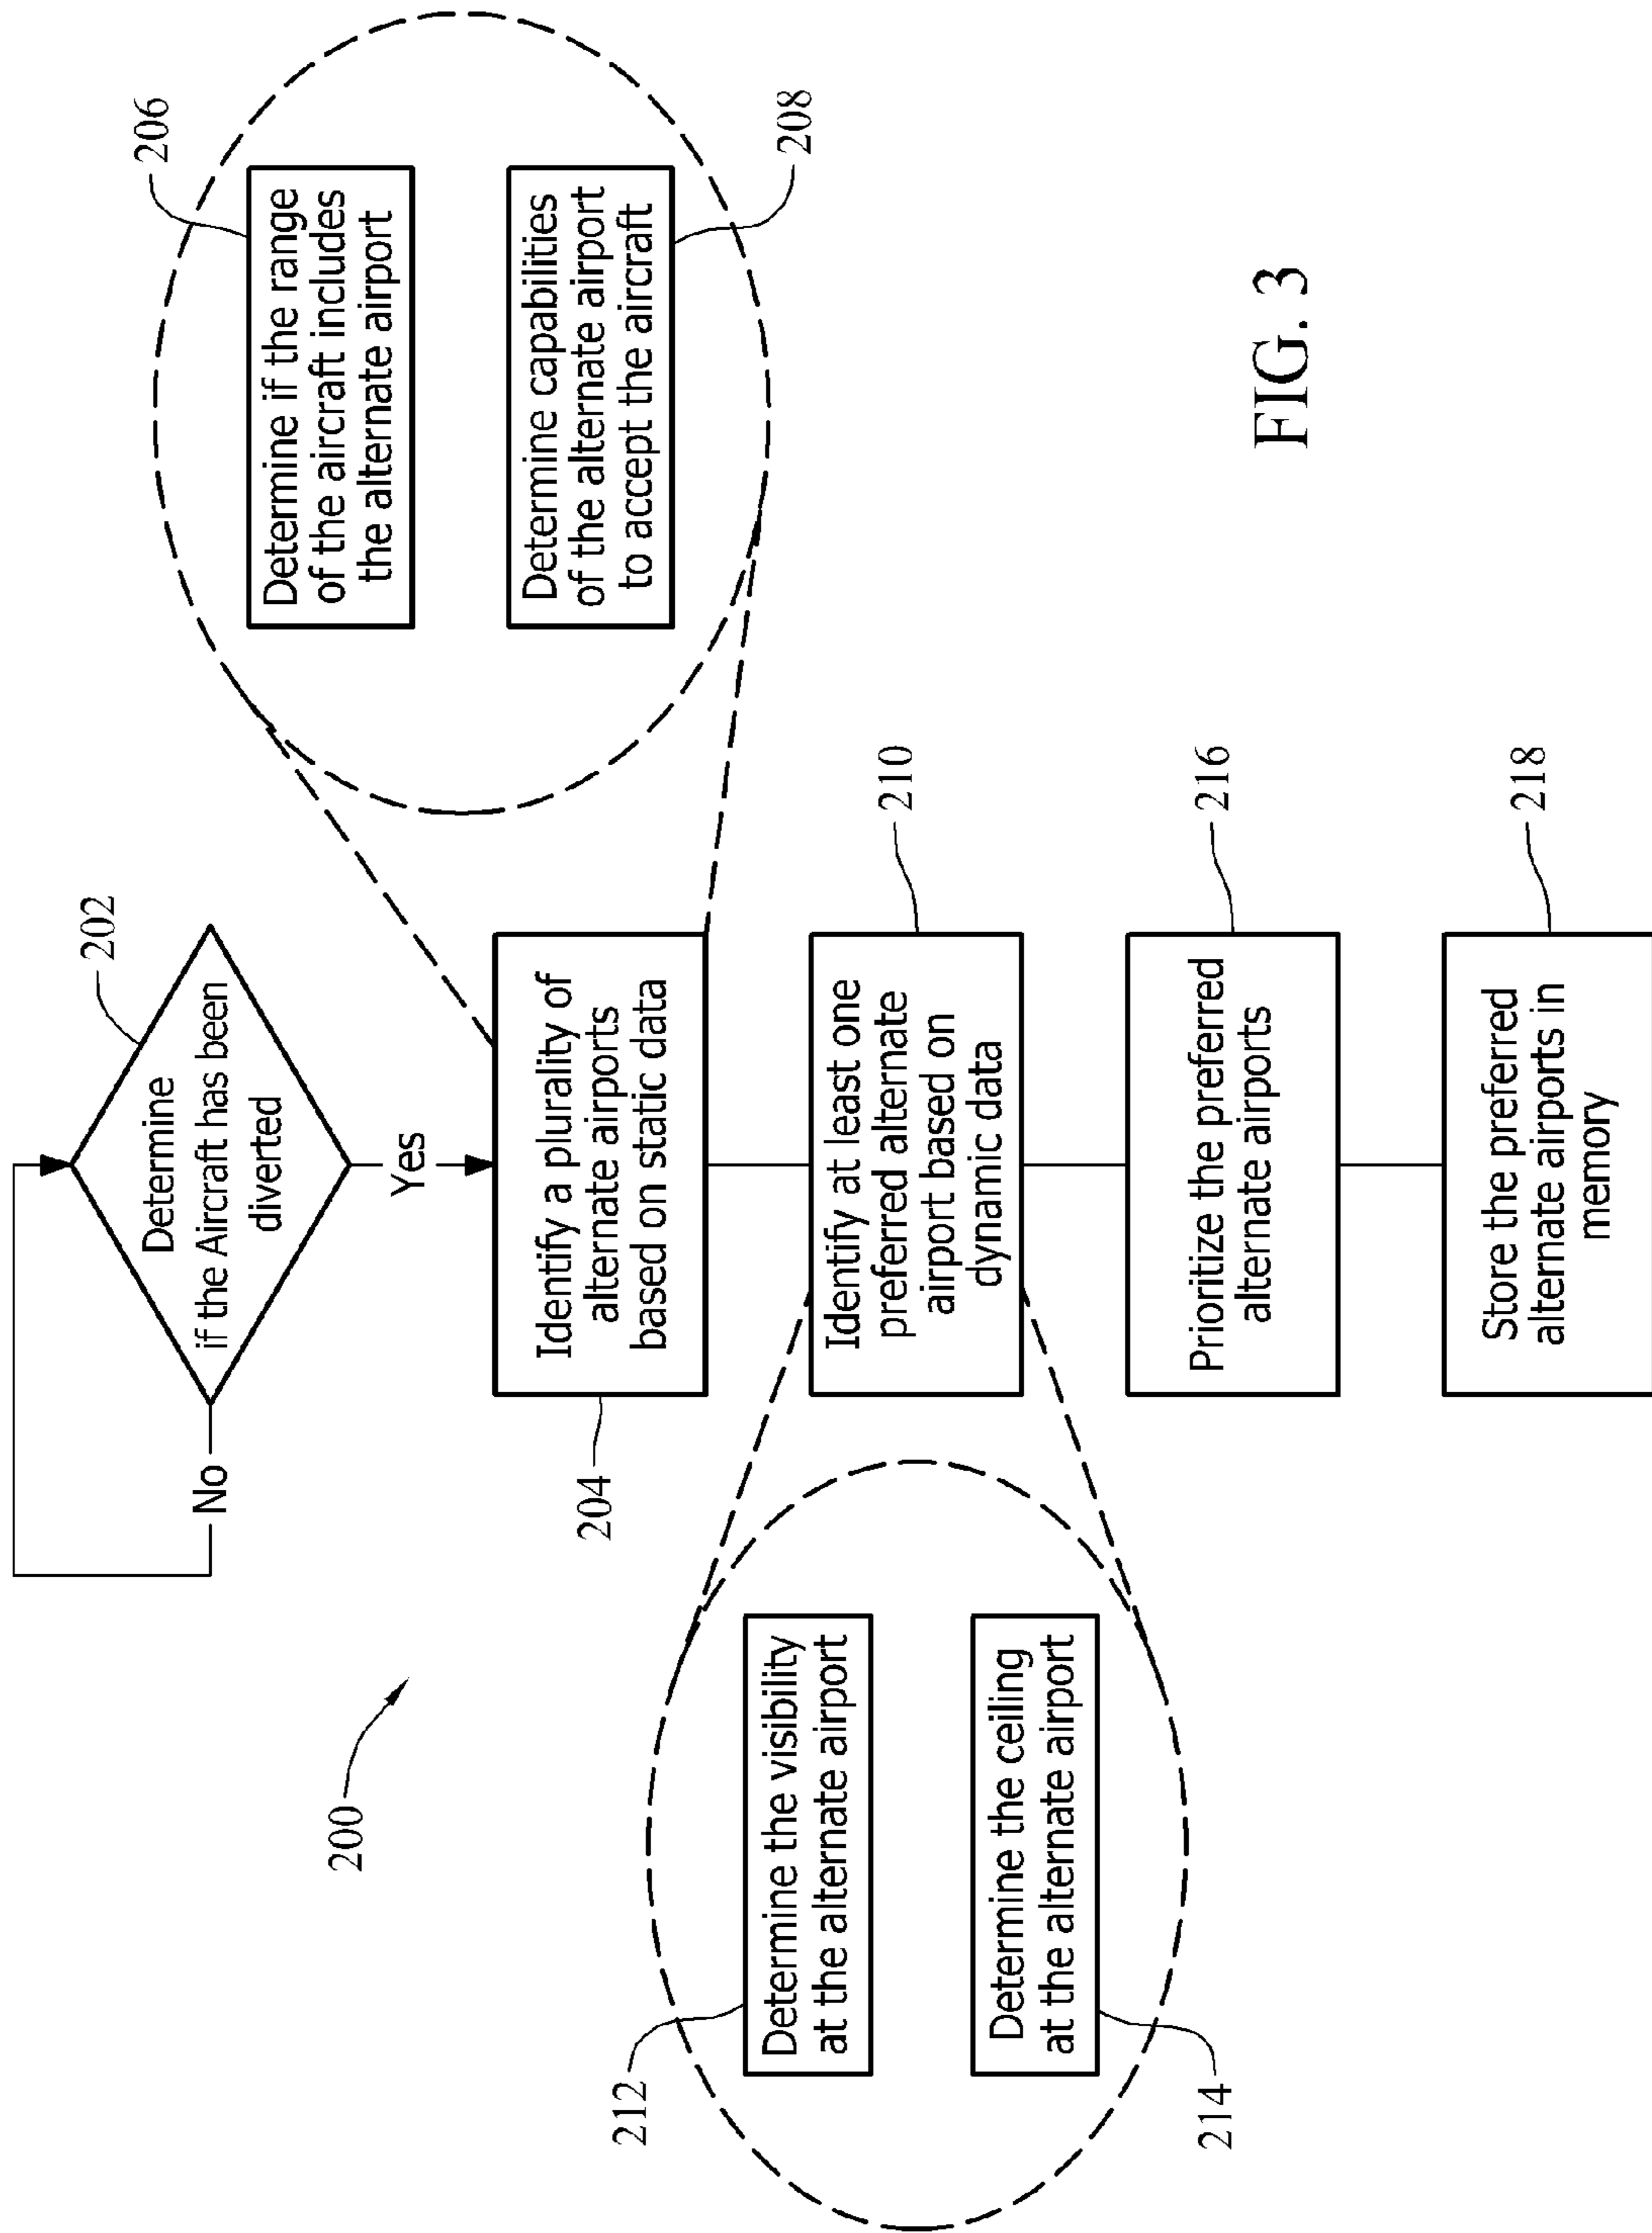 200
202
Determine
if the Aircraft has been
diverted
No
Yes
204
Identify a plurality of
alternate airports
based on static data
206
Determine if the range
of the aircraft includes
the alternate airport
208
Determine capabilities
of the alternate airport
to accept the aircraft
210
Identify at least one
preferred alternate
airport based on
dynamic data
212
Determine the visibility
at the alternate airport
214
Determine the ceiling
at the alternate airport
216
Prioritize the preferred
alternate airports
218
Store the preferred
alternate airports in
memory
FIG. 3